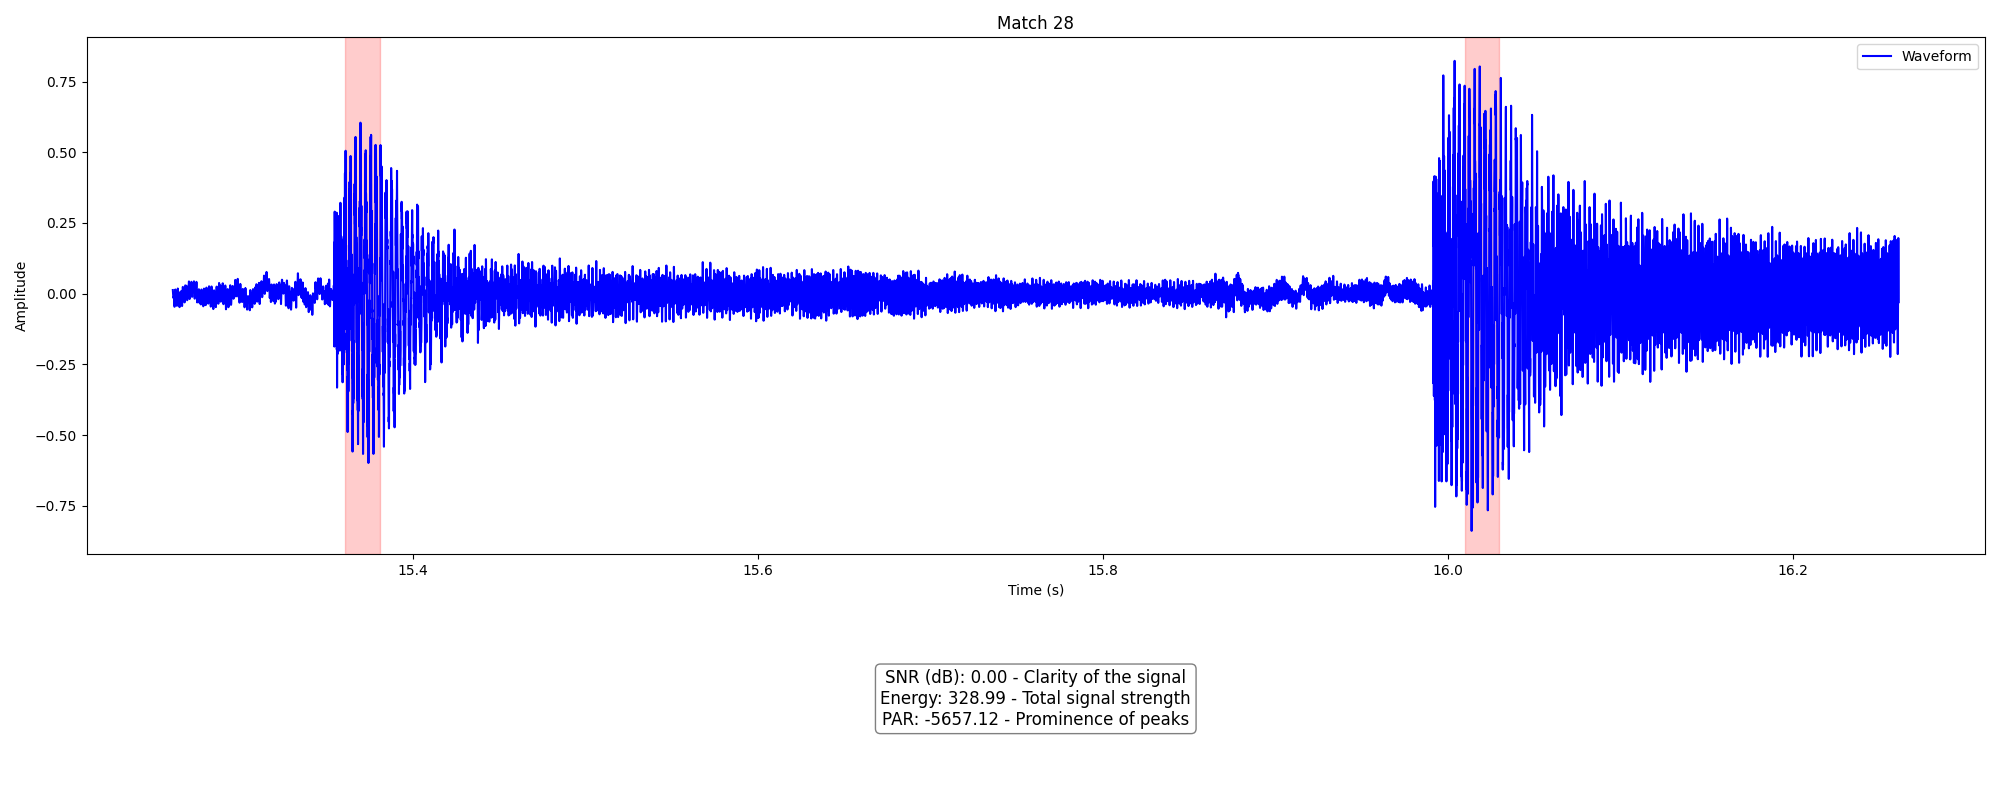 Match 28
Waveform
Amplitude
0.75
0.50
0.25
0.00
−0.25
−0.50
−0.75
15.4 15.6 15.8 16.0 16.2
Time (s)
SNR (dB): 0.00 - Clarity of the signal
Energy: 328.99 - Total signal strength
PAR: -5657.12 - Prominence of peaks